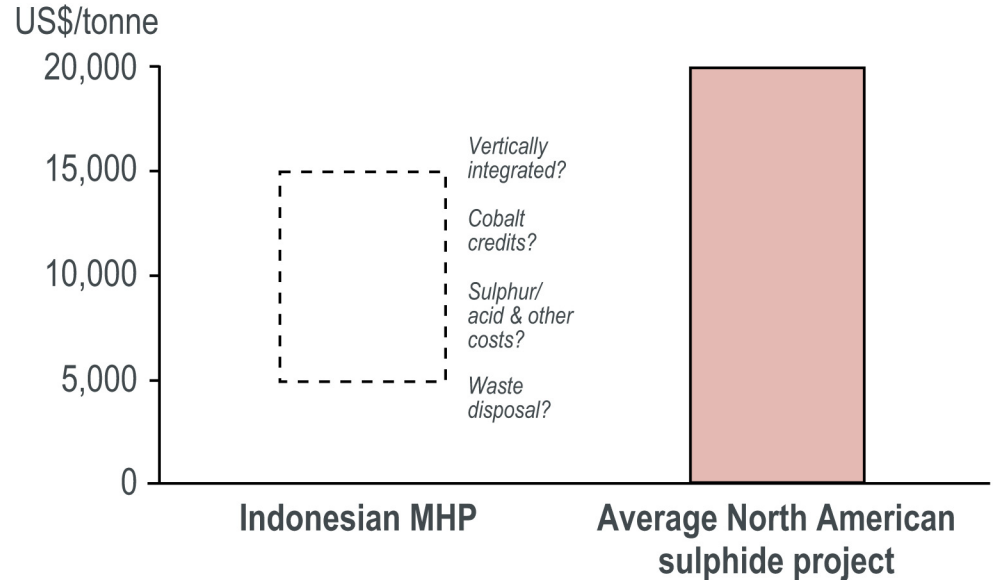 US$/tonne
20,000
15,000
10,000
5,000
0
Vertically
integrated?
Cobalt
credits?
Sulphur/
acid & other
costs?
Waste
disposal?
Indonesian MHP
Average North American
sulphide project